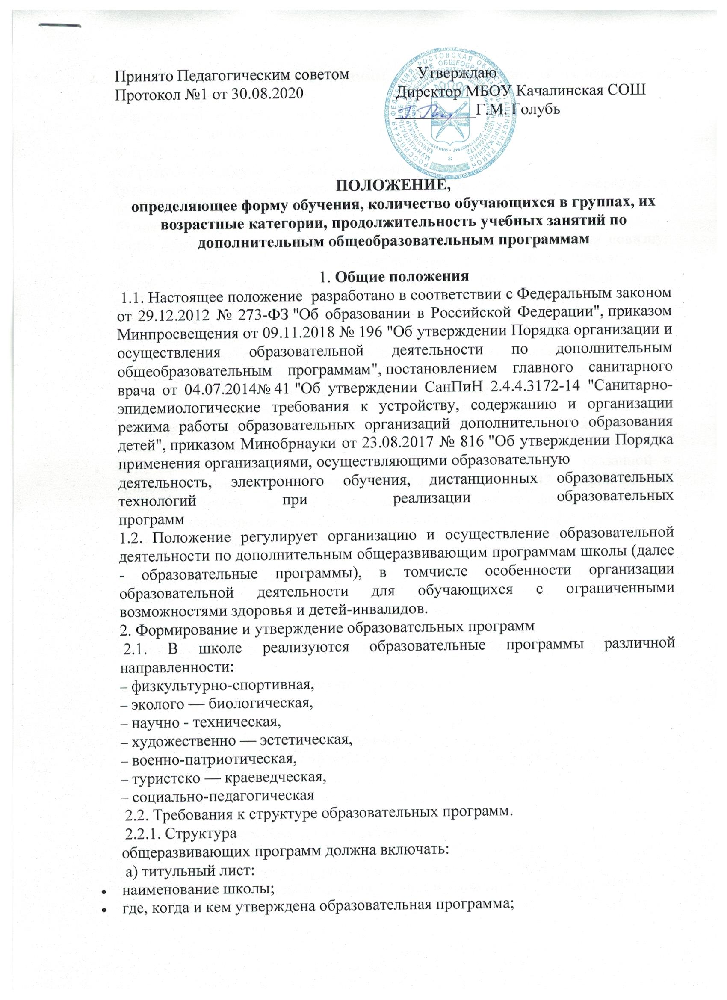 Принято Педагогическим советом
Протокол №1 от 30.08.2020
Утверждаю
Директор МБОУ Качалинская СОШ
Г.М. Голубь
РОССИЙСКАЯ ФЕДЕРАЦИЯ РОСТОВСКАЯ ОБЛАСТЬ
ПОЛОЖЕНИЕ,
определяющее форму обучения, количество обучающихся в группах, их
возрастные категории, продолжительность учебных занятий по
дополнительным общеобразовательным программам
1. Общие положения
1.1. Настоящее положение разработано в соответствии с Федеральным законом
от 29.12.2012 № 273-ФЗ "Об образовании в Российской Федерации", приказом
Минпросвещения от 09.11.2018 № 196 "Об утверждении Порядка организации и
осуществления образовательной деятельности по дополнительным
общеобразовательным программам", постановлением главного санитарного
врача от 04.07.2014№ 41 "Об утверждении СанПиН 2.4.4.3172-14 "Санитарно-
эпидемиологические требования к устройству, содержанию и организации
режима работы образовательных организаций дополнительного образования
детей", приказом Минобрнауки от 23.08.2017 № 816 "Об утверждении Порядка
применения организациями, осуществляющими образовательную
деятельность, электронного обучения, дистанционных образовательных
технологий при реализации образовательных
программ
1.2. Положение регулирует организацию и осуществление образовательной
деятельности по дополнительным общеразвивающим программам школы (далее
- образовательные программы), в томчисле особенности организации
образовательной деятельности для обучающихся с ограниченными
возможностями здоровья и детей-инвалидов.
2. Формирование и утверждение образовательных программ
2.1. В школе реализуются образовательные программы различной
направленности:
– физкультурно-спортивная,
– эколого — биологическая,
– научно - техническая,
– художественно — эстетическая,
– военно-патриотическая,
– туристско — краеведческая,
– социально-педагогическая
2.2. Требования к структуре образовательных программ.
2.2.1. Структура
общеразвивающих программ должна включать:
а) титульный лист:
• наименование школы;
• где, когда и кем утверждена образовательная программа;